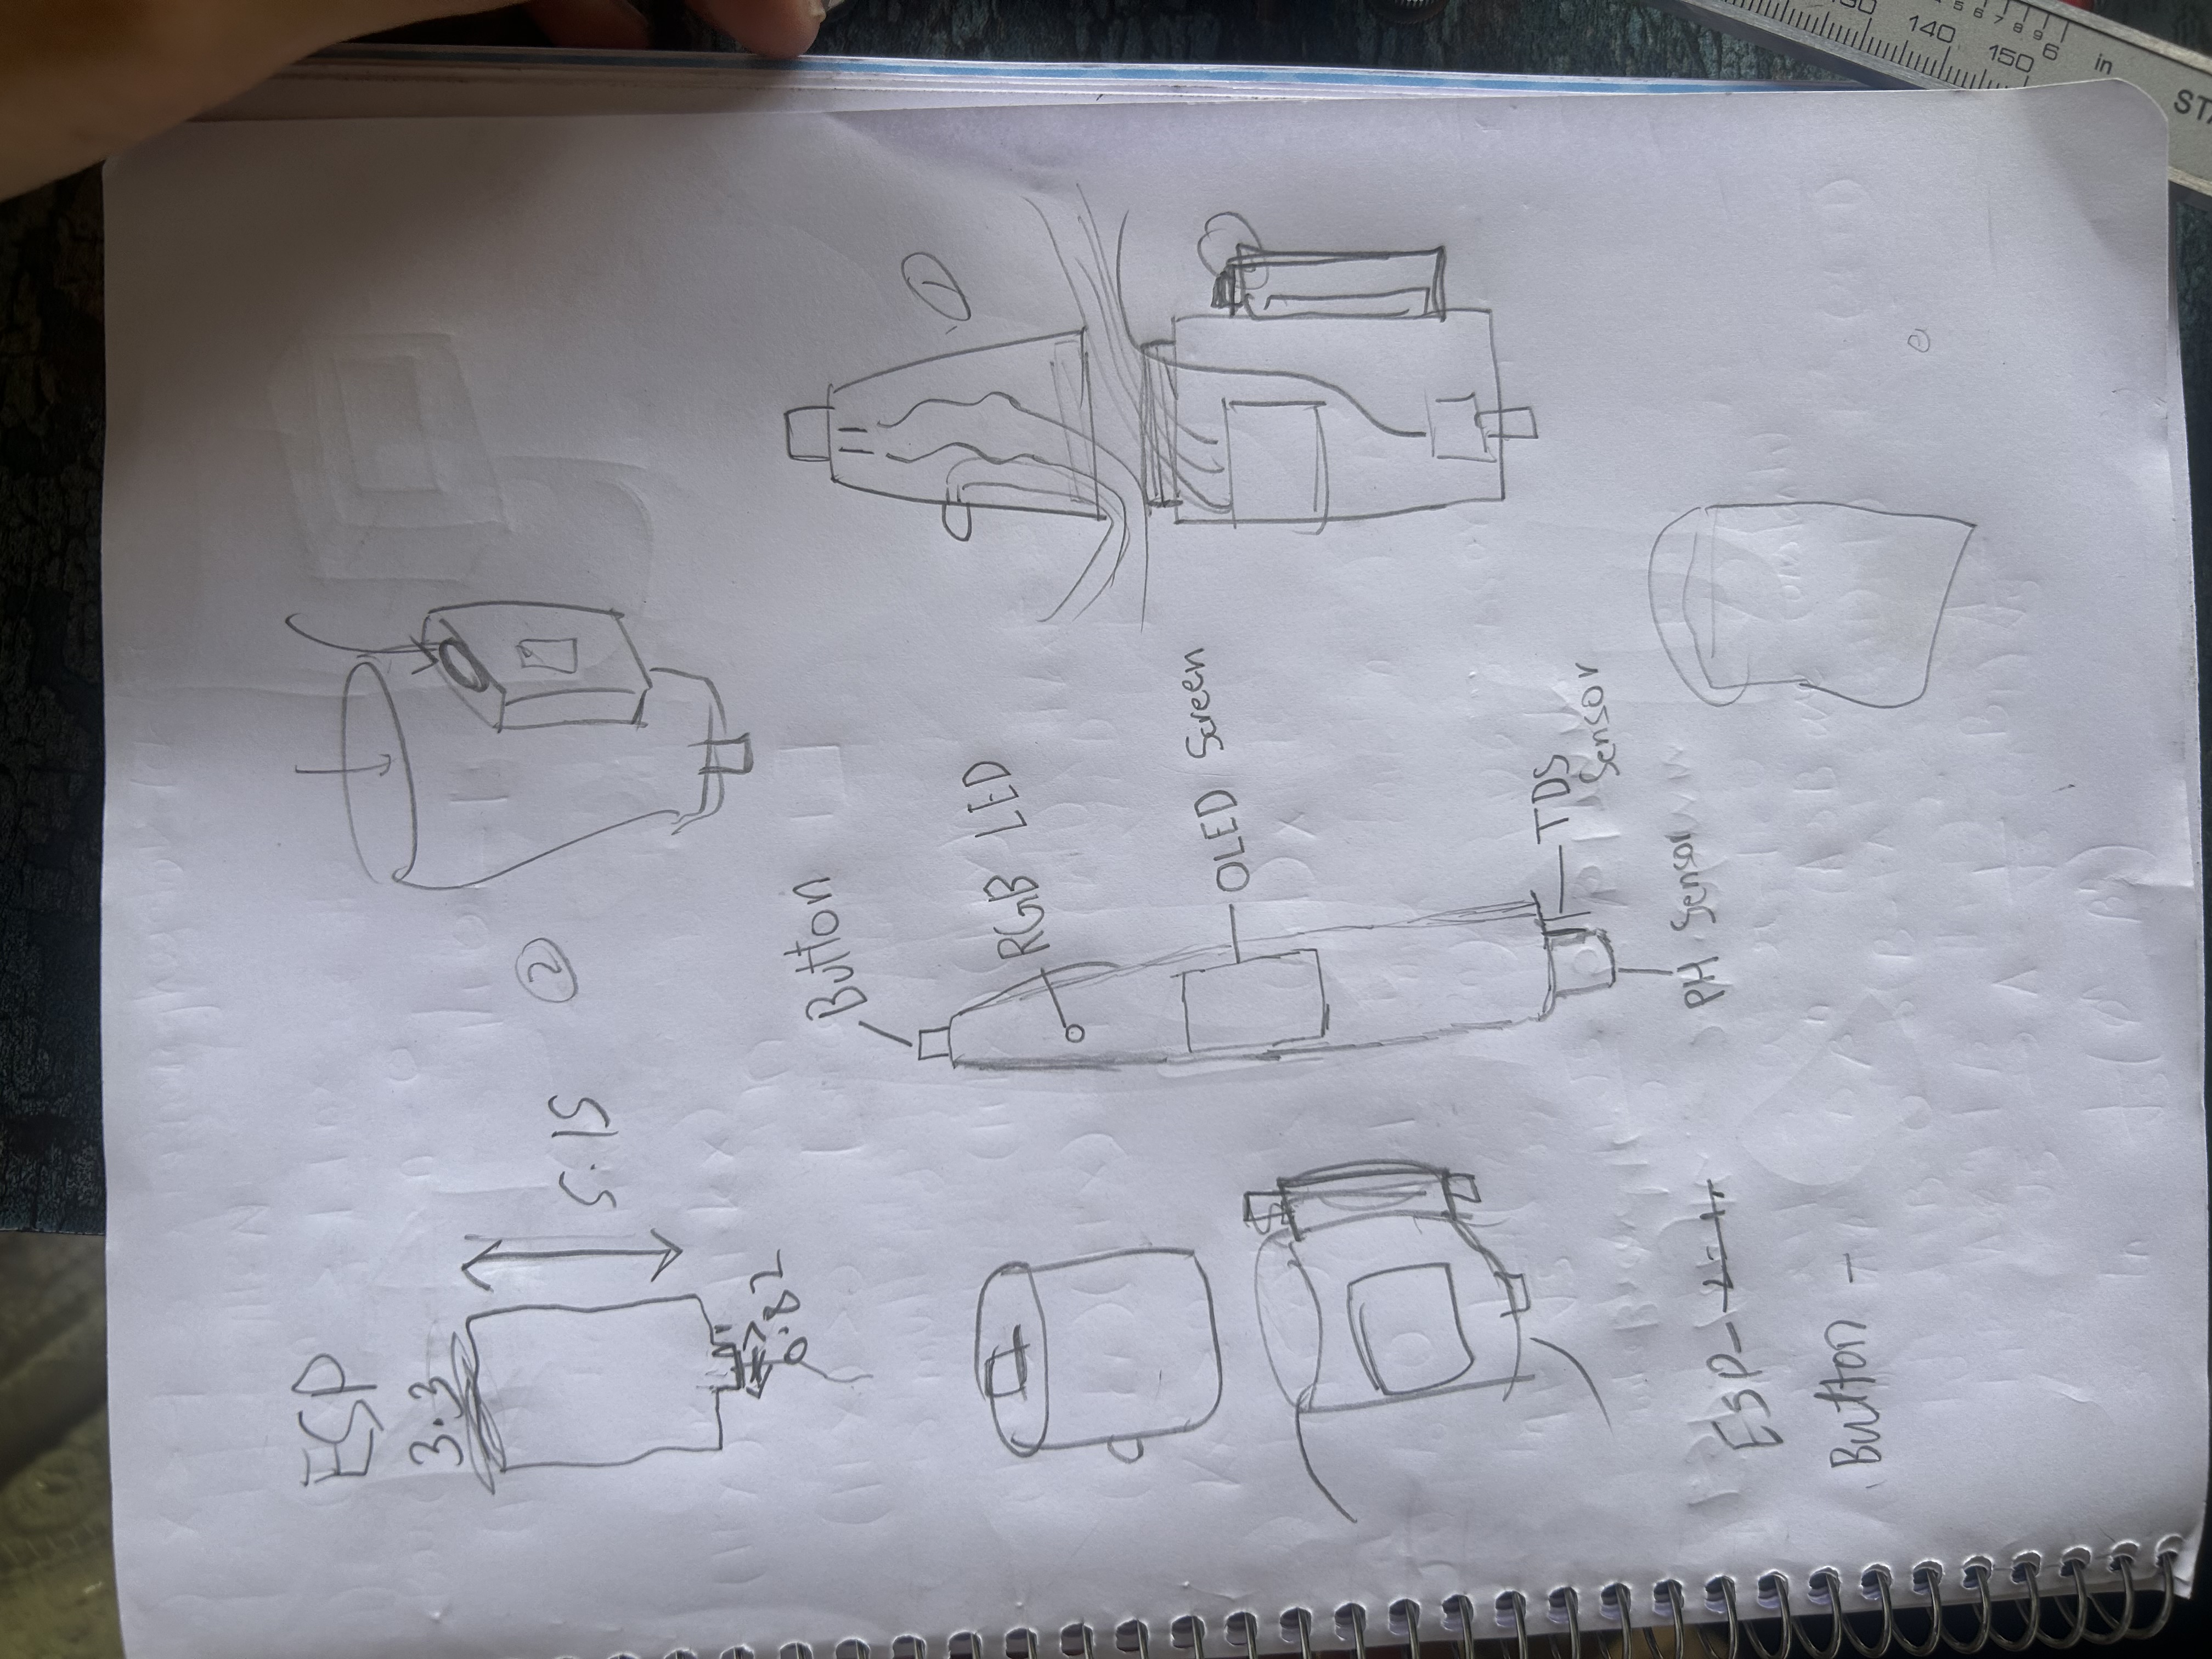 ESP
3.3
5.15
0.82
2
Button
RGB LED
1
OLED Screen
TDS
Sensor
PH Sensor
ESP-
Button -
130
140
150
6
in